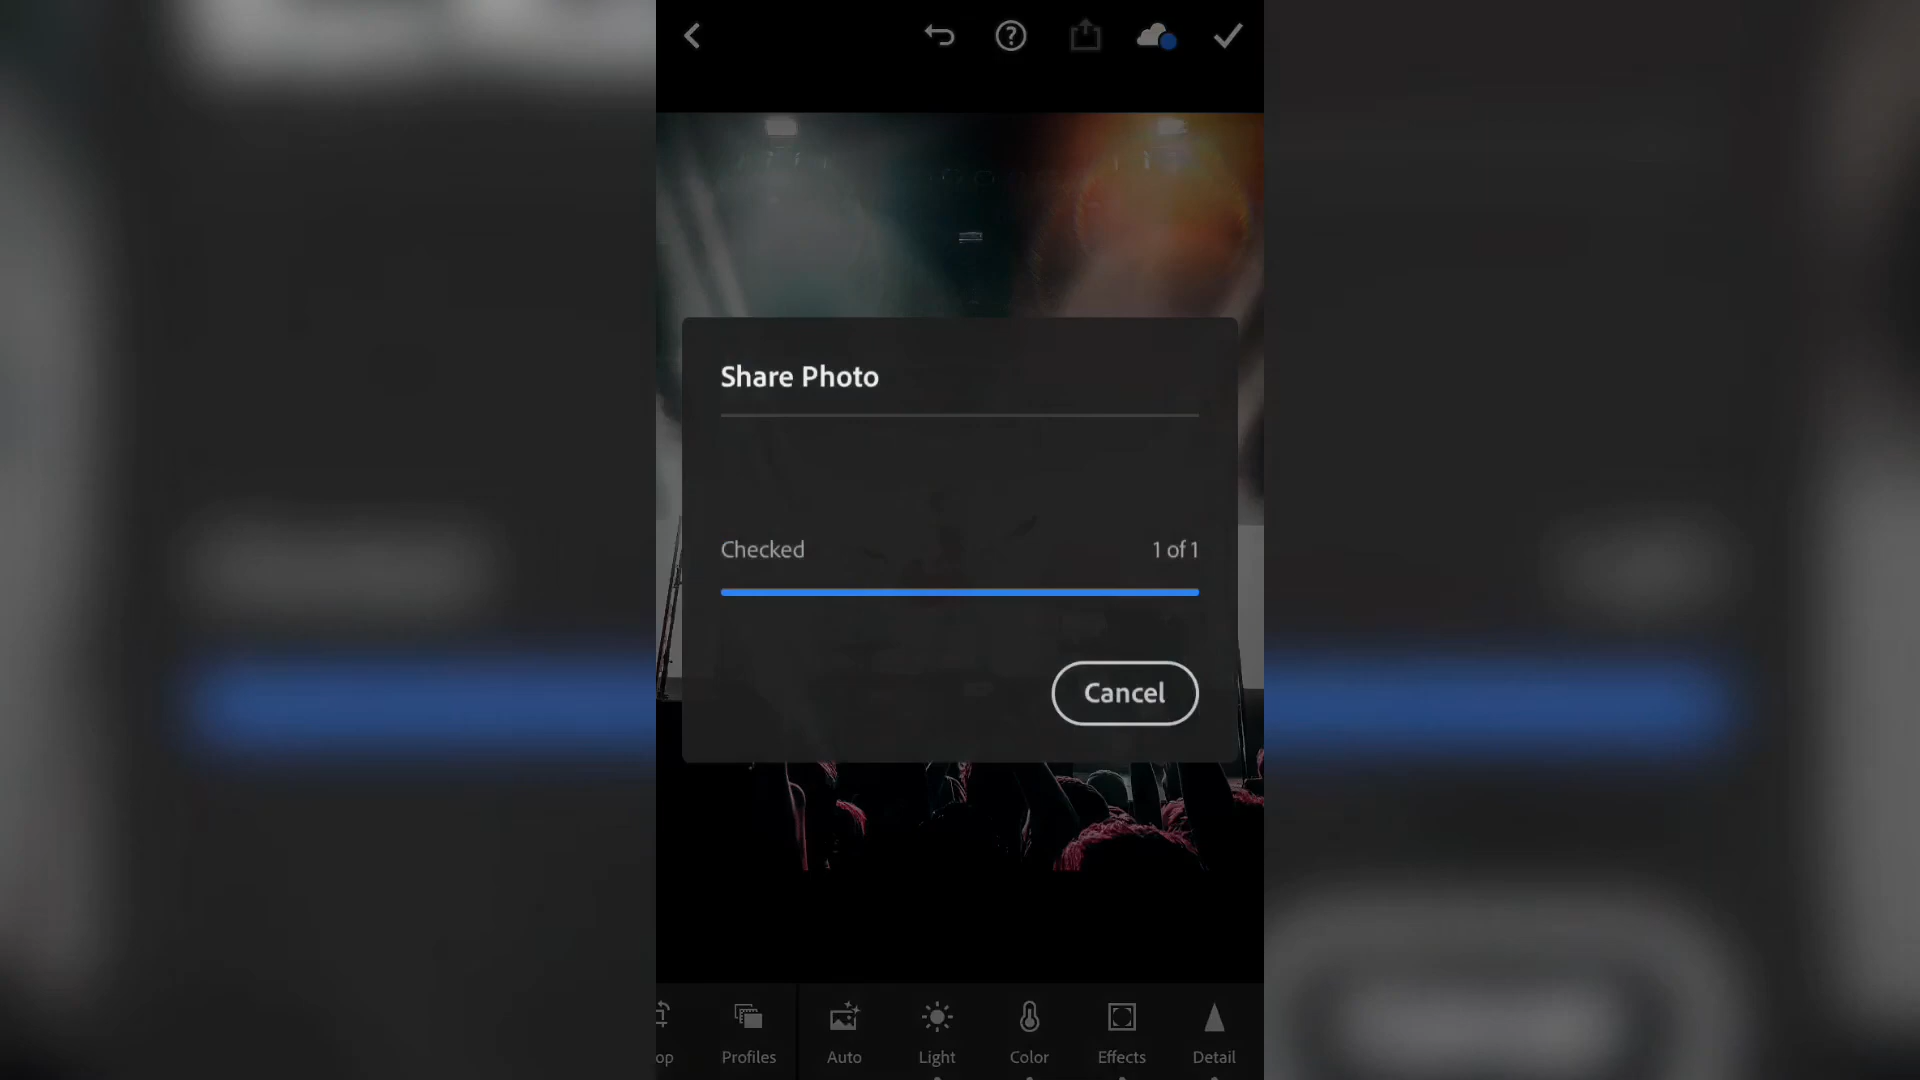 Share Photo
Checked 1 of 1
Cancel
op Profiles Auto Light Color Effects Detail